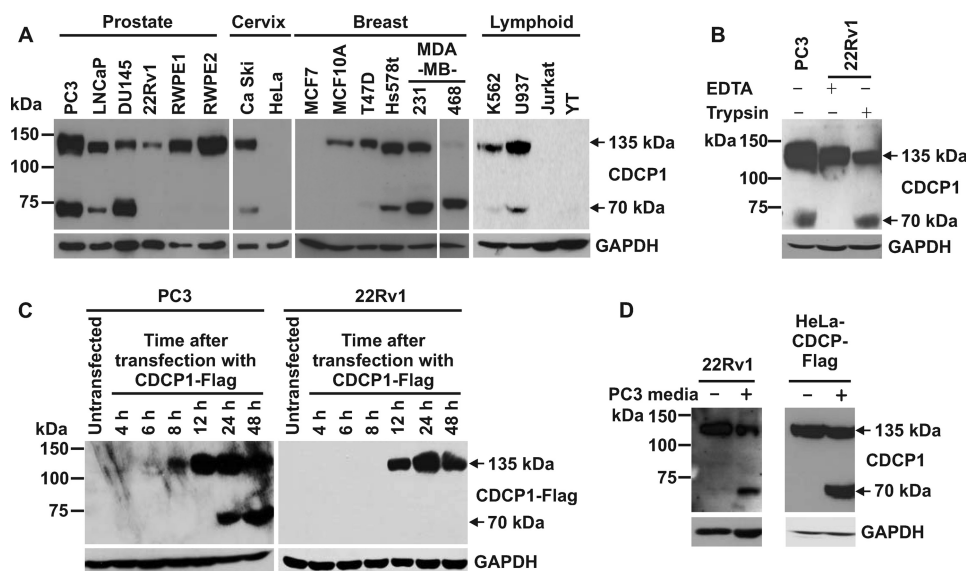 A
Prostate
Cervix
Breast
Lymphoid
MDA
-MB-
kDa
PC3
LNCaP
DU145
22Rv1
RWPE1
RWPE2
Ca Ski
HeLa
MCF7
MCF10A
T47D
Hs578t
231
468
K562
U937
Jurkat
YT
150
100
75
135 kDa
CDCP1
70 kDa
GAPDH
B
PC3
22Rv1
EDTA – + –
Trypsin – – +
kDa
150
100
75
135 kDa
CDCP1
70 kDa
GAPDH
C
PC3
22Rv1
Untransfected
Time after
transfection with
CDCP1-Flag
4 h
6 h
8 h
12 h
24 h
48 h
Untransfected
Time after
transfection with
CDCP1-Flag
4 h
6 h
8 h
12 h
24 h
48 h
kDa
150
100
75
135 kDa
CDCP1-Flag
70 kDa
GAPDH
D
22Rv1
HeLa-
CDCP-
Flag
PC3 media – + – +
kDa
150
100
75
135 kDa
CDCP1
70 kDa
GAPDH